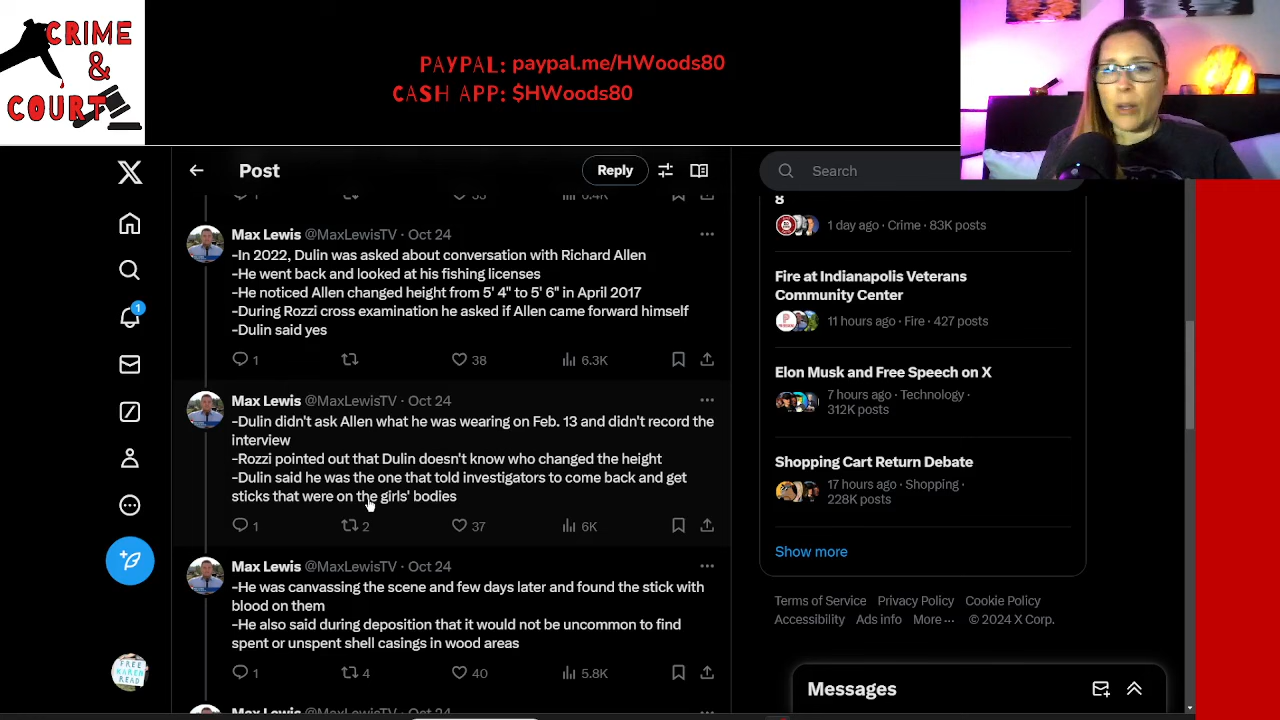 CRIME
&
COURT
PAYPAL: paypal.me/HWoods80
CASH APP: $HWoods80
Post
Reply
Search
8
1 day ago · Crime · 83K posts
Fire at Indianapolis Veterans
Community Center
11 hours ago · Fire · 427 posts
Elon Musk and Free Speech on X
7 hours ago · Technology ·
312K posts
Shopping Cart Return Debate
17 hours ago · Shopping ·
228K posts
Show more
Terms of Service Privacy Policy Cookie Policy
Accessibility Ads info More ··· © 2024 X Corp.
Messages
Max Lewis @MaxLewisTV · Oct 24
-In 2022, Dulin was asked about conversation with Richard Allen
-He went back and looked at his fishing licenses
-He noticed Allen changed height from 5' 4" to 5' 6" in April 2017
-During Rozzi cross examination he asked if Allen came forward himself
-Dulin said yes
1 38 6.3K
Max Lewis @MaxLewisTV · Oct 24
-Dulin didn't ask Allen what he was wearing on Feb. 13 and didn't record the
interview
-Rozzi pointed out that Dulin doesn't know who changed the height
-Dulin said he was the one that told investigators to come back and get
sticks that were on the girls' bodies
1 2 37 6K
Max Lewis @MaxLewisTV · Oct 24
-He was canvassing the scene and few days later and found the stick with
blood on them
-He also said during deposition that it would not be uncommon to find
spent or unspent shell casings in wood areas
1 4 40 5.8K
Max Lewis @MaxLewisTV · Oct 24
1
FREE
KAREN
READ